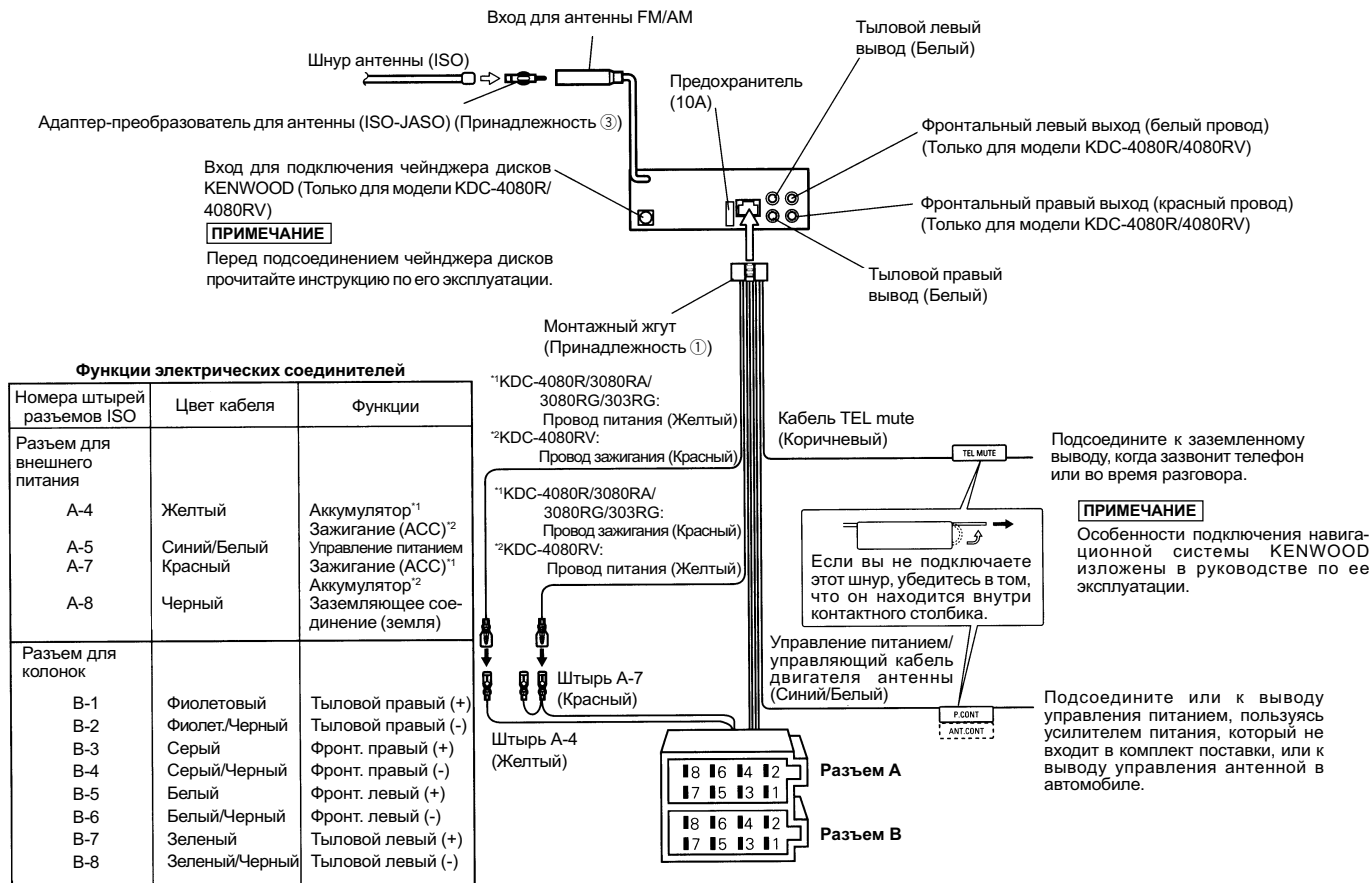 Вход для антенны FM/AM
Шнур антенны (ISO)
Адаптер-преобразователь для антенны (ISO-JASO) (Принадлежность ③)
Тыловой левый
вывод (Белый)
Предохранитель
(10A)
Фронтальный левый выход (белый провод)
(Только для модели KDC-4080R/4080RV)
Вход для подключения чейнджера дисков
KENWOOD (Только для модели KDC-4080R/
4080RV)
ПРИМЕЧАНИЕ
Перед подсоединением чейнджера дисков
прочитайте инструкцию по его эксплуатации.
Фронтальный правый выход (красный провод)
(Только для модели KDC-4080R/4080RV)
Тыловой правый
вывод (Белый)
Монтажный жгут
(Принадлежность ①)
Функции электрических соединителей
Номера штырей
разъемов ISO
Цвет кабеля
Функции
Разъем для
внешнего
питания
A-4 Желтый Аккумулятор*1
Зажигание (ACC)*2
A-5 Синий/Белый Управление питанием
A-7 Красный Зажигание (ACC)*1
Аккумулятор*2
A-8 Черный Заземляющее сое-
динение (земля)
Разъем для
колонок
B-1 Фиолетовый Тыловой правый (+)
B-2 Фиолет./Черный Тыловой правый (-)
B-3 Серый Фронт. правый (+)
B-4 Серый/Черный Фронт. правый (-)
B-5 Белый Фронт. левый (+)
B-6 Белый/Черный Фронт. левый (-)
B-7 Зеленый Тыловой левый (+)
B-8 Зеленый/Черный Тыловой левый (-)
*1KDC-4080R/3080RA/
3080RG/303RG:
Провод питания (Желтый)
*2KDC-4080RV:
Провод зажигания (Красный)
*1KDC-4080R/3080RA/
3080RG/303RG:
Провод зажигания (Красный)
*2KDC-4080RV:
Провод питания (Желтый)
Штырь A-7
(Красный)
Штырь A-4
(Желтый)
Кабель TEL mute
(Коричневый)
TEL MUTE
Подсоедините к заземленному
выводу, когда зазвонит телефон
или во время разговора.
ПРИМЕЧАНИЕ
Особенности подключения навига-
ционной системы KENWOOD
изложены в руководстве по ее
эксплуатации.
Если вы не подключаете
этот шнур, убедитесь в том,
что он находится внутри
контактного столбика.
Управление питанием/
управляющий кабель
двигателя антенны
(Синий/Белый)
P.CONT
ANT.CONT
Подсоедините или к выводу
управления питанием, пользуясь
усилителем питания, который не
входит в комплект поставки, или к
выводу управления антенной в
автомобиле.
8 6 4 2
7 5 3 1
Разъем A
8 6 4 2
7 5 3 1
Разъем B